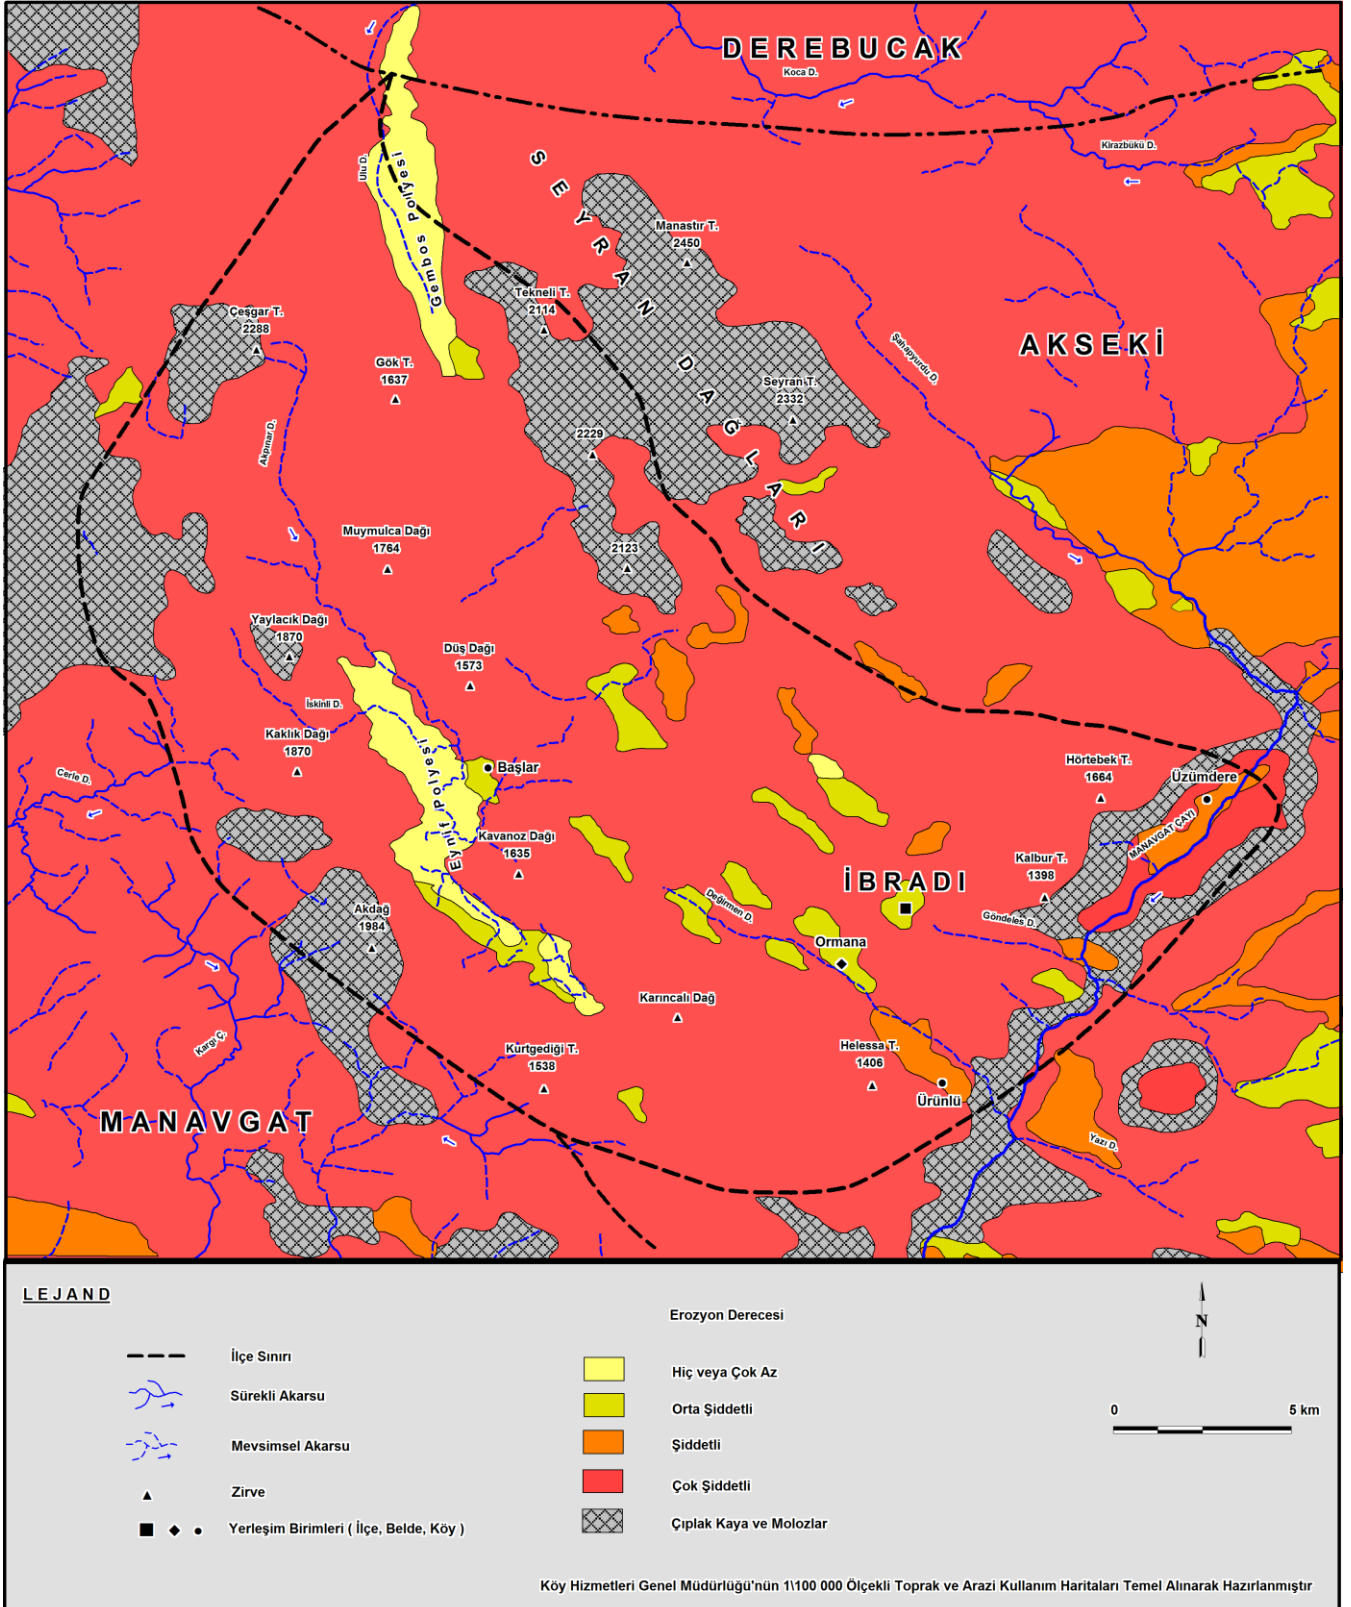 DEREBUCAK
Koca D.
Kirazbükü D.
Ulu D.
Gembos Polyesi
SEYRAN DAĞLARI
Manastır T.
2450
Tekneli T.
2114
Çeşgar T.
2288
Gök T.
1637
Şahapyurdu D.
AKSEKİ
Seyran T.
2332
Akpınar D.
2229
Muymulca Dağı
1764
2123
Yaylacık Dağı
1870
Düş Dağı
1573
İskinli D.
Kaklık Dağı
1870
Başlar
Eynif Polyesi
Cerle D.
Hörtebek T.
1664
Üzümdere
MANAVGAT ÇAYI
Kavanoz Dağı
1635
Kalbur T.
1398
İBRADI
Değirmen D.
Göndeles D.
Akdağ
1984
Ormana
Karıncalı Dağ
Kargı Ç.
Kürtgediği T.
1538
Helessa T.
1406
Ürünlü
MANAVGAT
Yazı D.
LEJAND
Erozyon Derecesi
N
İlçe Sınırı
Sürekli Akarsu
Mevsimsel Akarsu
Zirve
Yerleşim Birimleri ( İlçe, Belde, Köy )
Hiç veya Çok Az
Orta Şiddetli
Şiddetli
Çok Şiddetli
Çıplak Kaya ve Molozlar
0 5 km
Köy Hizmetleri Genel Müdürlüğü'nün 1\100 000 Ölçekli Toprak ve Arazi Kullanım Haritaları Temel Alınarak Hazırlanmıştır